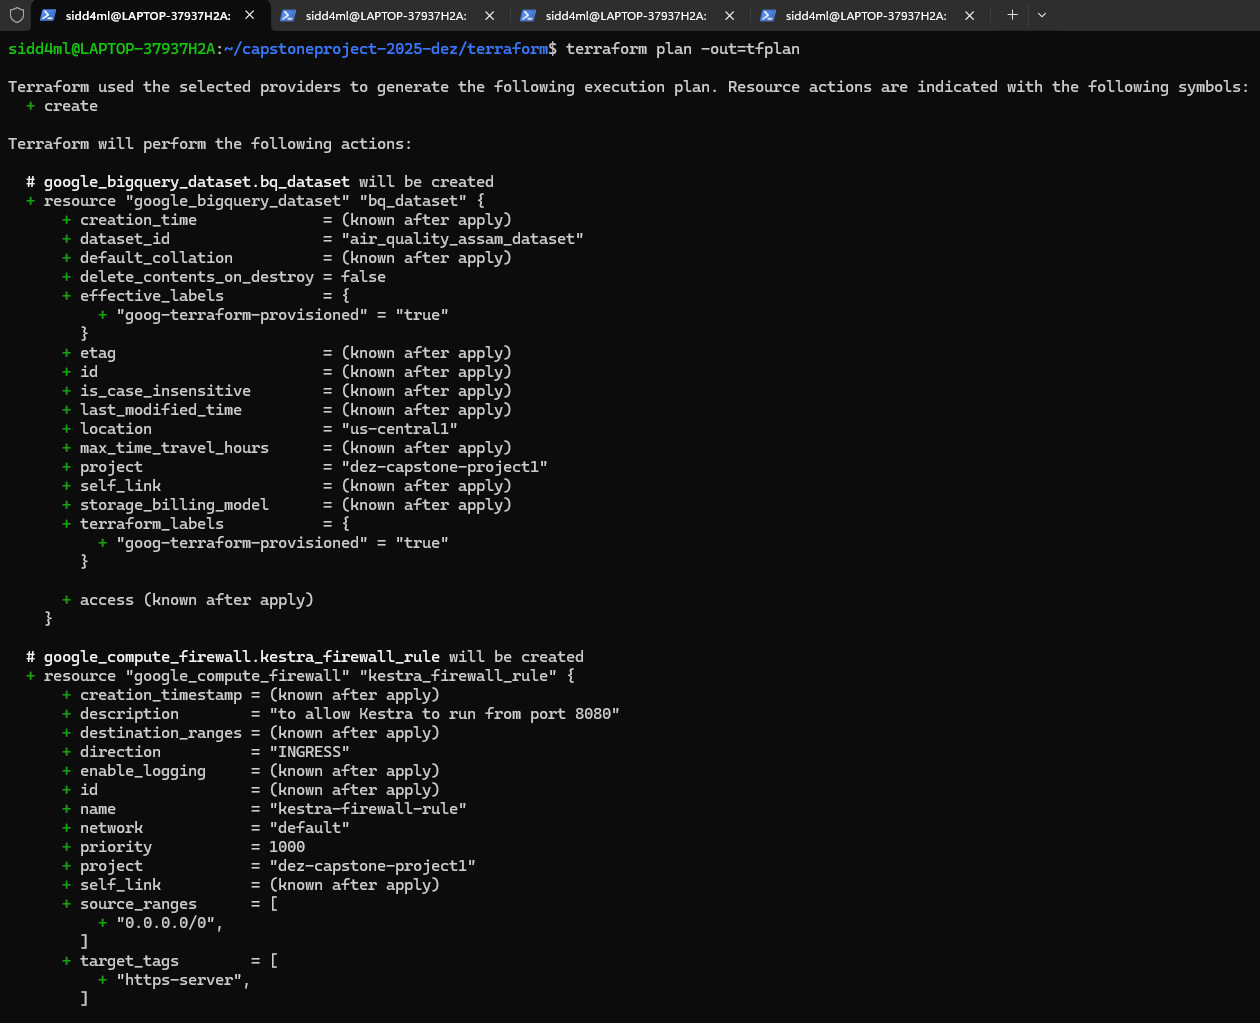 sidd4ml@LAPTOP-37937H2A: sidd4ml@LAPTOP-37937H2A: sidd4ml@LAPTOP-37937H2A: sidd4ml@LAPTOP-37937H2A:
sidd4ml@LAPTOP-37937H2A:~/capstoneproject-2025-dez/terraform$ terraform plan -out=tfplan

Terraform used the selected providers to generate the following execution plan. Resource actions are indicated with the following symbols:
  + create

Terraform will perform the following actions:

  # google_bigquery_dataset.bq_dataset will be created
  + resource "google_bigquery_dataset" "bq_dataset" {
      + creation_time              = (known after apply)
      + dataset_id                 = "air_quality_assam_dataset"
      + default_collation          = (known after apply)
      + delete_contents_on_destroy = false
      + effective_labels           = {
          + "goog-terraform-provisioned" = "true"
        }
      + etag                       = (known after apply)
      + id                         = (known after apply)
      + is_case_insensitive        = (known after apply)
      + last_modified_time         = (known after apply)
      + location                   = "us-central1"
      + max_time_travel_hours      = (known after apply)
      + project                    = "dez-capstone-project1"
      + self_link                  = (known after apply)
      + storage_billing_model      = (known after apply)
      + terraform_labels           = {
          + "goog-terraform-provisioned" = "true"
        }

      + access (known after apply)
    }

  # google_compute_firewall.kestra_firewall_rule will be created
  + resource "google_compute_firewall" "kestra_firewall_rule" {
      + creation_timestamp = (known after apply)
      + description        = "to allow Kestra to run from port 8080"
      + destination_ranges = (known after apply)
      + direction          = "INGRESS"
      + enable_logging     = (known after apply)
      + id                 = (known after apply)
      + name               = "kestra-firewall-rule"
      + network            = "default"
      + priority           = 1000
      + project            = "dez-capstone-project1"
      + self_link          = (known after apply)
      + source_ranges      = [
          + "0.0.0.0/0",
        ]
      + target_tags        = [
          + "https-server",
        ]